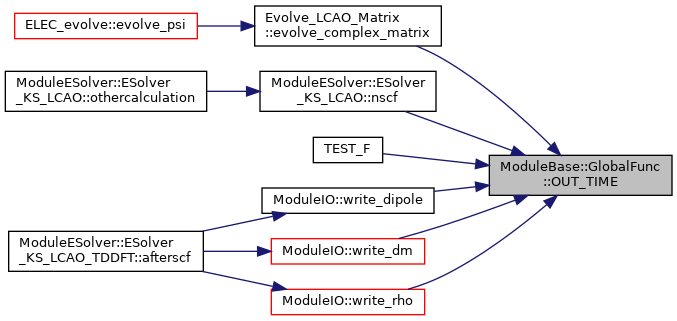 ELEC_evolve::evolve_psi
Evolve_LCAO_Matrix
::evolve_complex_matrix
ModuleESolver::ESolver
_KS_LCAO::othercalculation
ModuleESolver::ESolver
_KS_LCAO::nscf
TEST_F
ModuleBase::GlobalFunc
::OUT_TIME
ModuleIO::write_dipole
ModuleESolver::ESolver
_KS_LCAO_TDDFT::afterscf
ModuleIO::write_dm
ModuleIO::write_rho